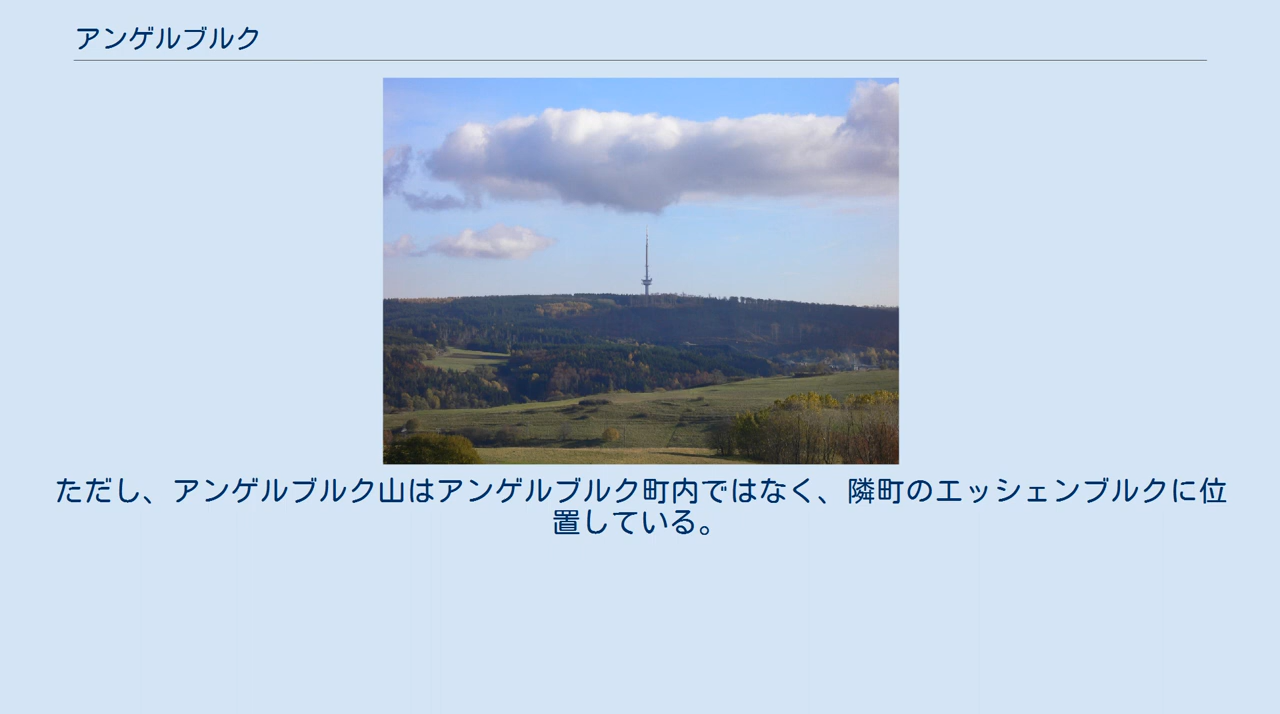 アンゲルブルク
ただし、アンゲルブルク山はアンゲルブルク町内ではなく、隣町のエッシェンブルクに位
置している。